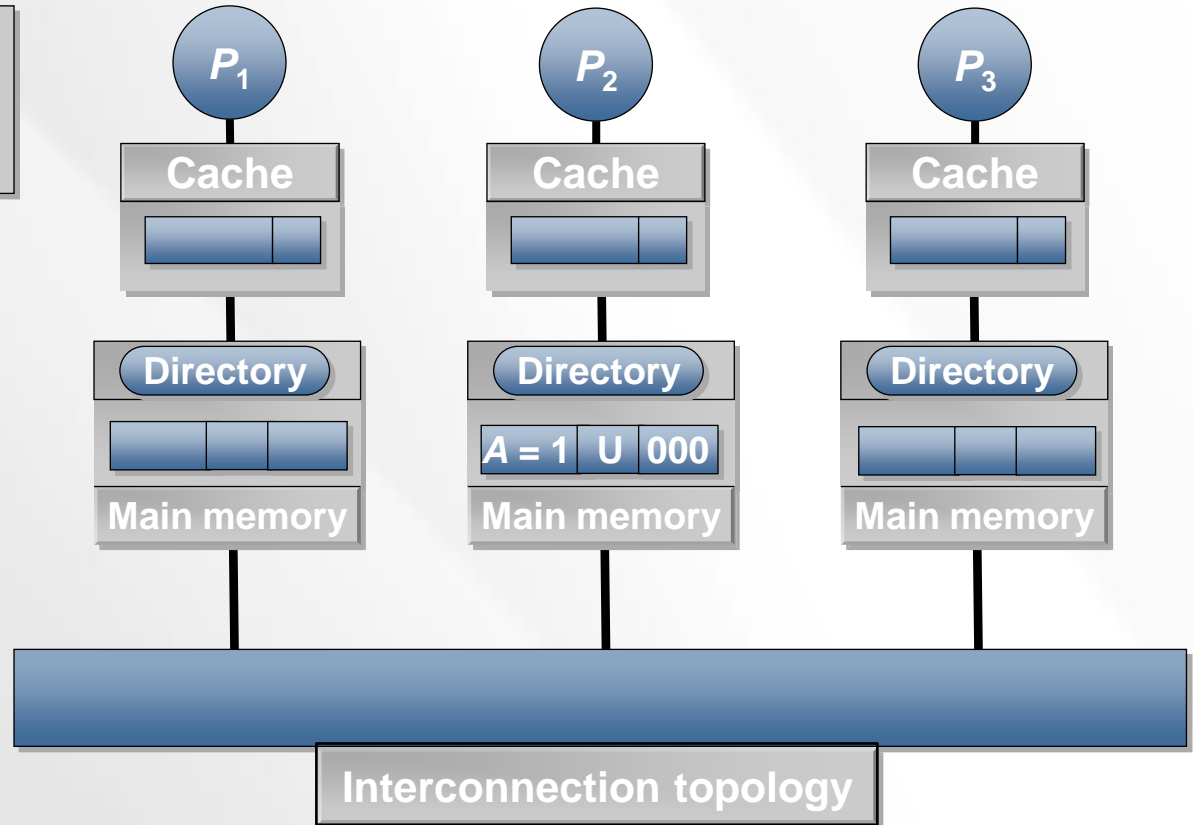 P1 P2 P3
Cache Cache Cache
Directory Directory Directory
A = 1 U 000
Main memory Main memory Main memory
Interconnection topology